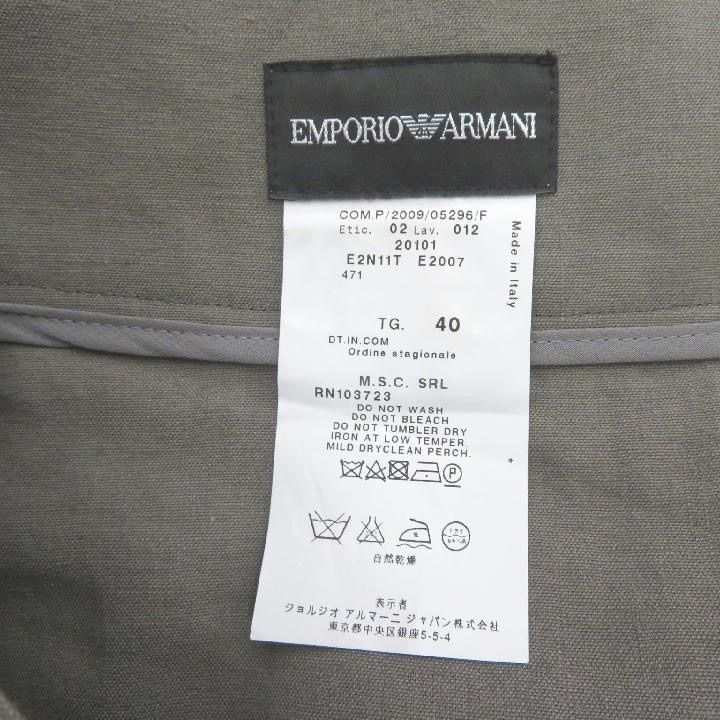 EMPORIO ARMANI
COM.P/2009/05296/F
Etic. 02 Lav. 012
20101
E2N11T E2007
471
Made in Italy
TG. 40
DT.IN.COM
Ordine stagionale
M.S.C. SRL
RN103723
DO NOT WASH
DO NOT BLEACH
DO NOT TUMBLER DRY
IRON AT LOW TEMPER.
MILD DRYCLEAN PERCH.
*
P
自然乾燥
表示者
ジョルジオ アルマーニ ジャパン株式会社
東京都中央区銀座5-5-4